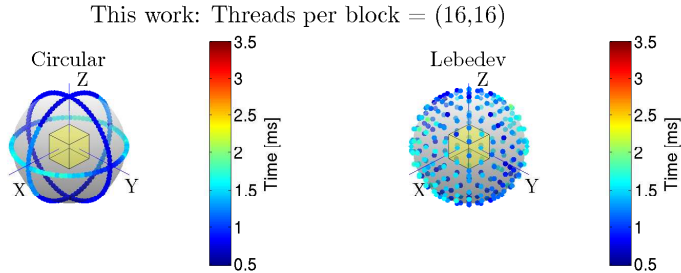 This work: Threads per block = (16,16)
Circular
Z
X
Y
3.5
3
2.5
2
1.5
1
0.5
Time [ms]
Lebedev
Z
X
Y
3.5
3
2.5
2
1.5
1
0.5
Time [ms]